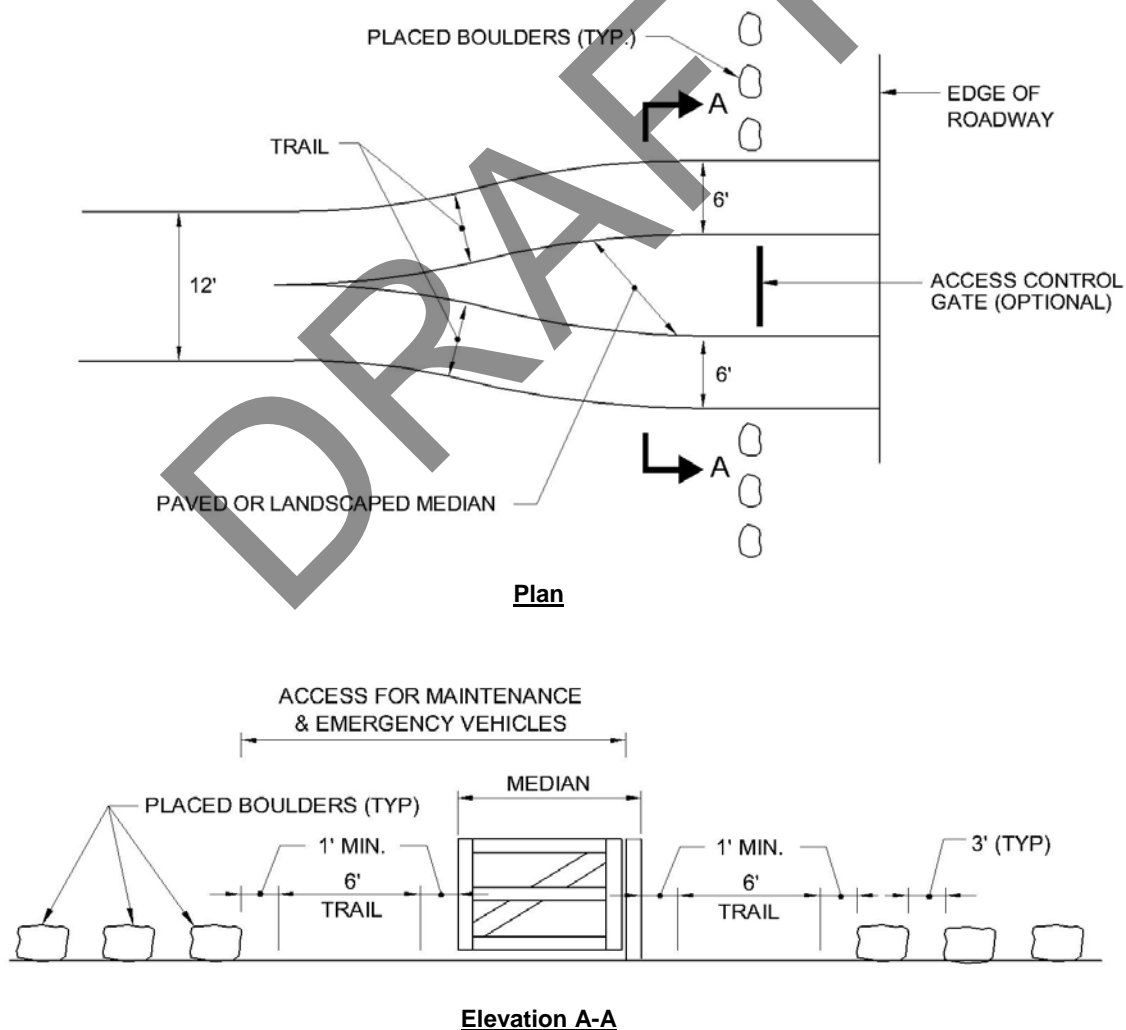 DRAFT
PLACED BOULDERS (TYP.)
A
EDGE OF
ROADWAY
TRAIL
6'
12'
ACCESS CONTROL
GATE (OPTIONAL)
6'
A
PAVED OR LANDSCAPED MEDIAN
Plan
ACCESS FOR MAINTENANCE
& EMERGENCY VEHICLES
MEDIAN
PLACED BOULDERS (TYP)
1' MIN.
1' MIN.
3' (TYP)
6'
TRAIL
6'
TRAIL
Elevation A-A